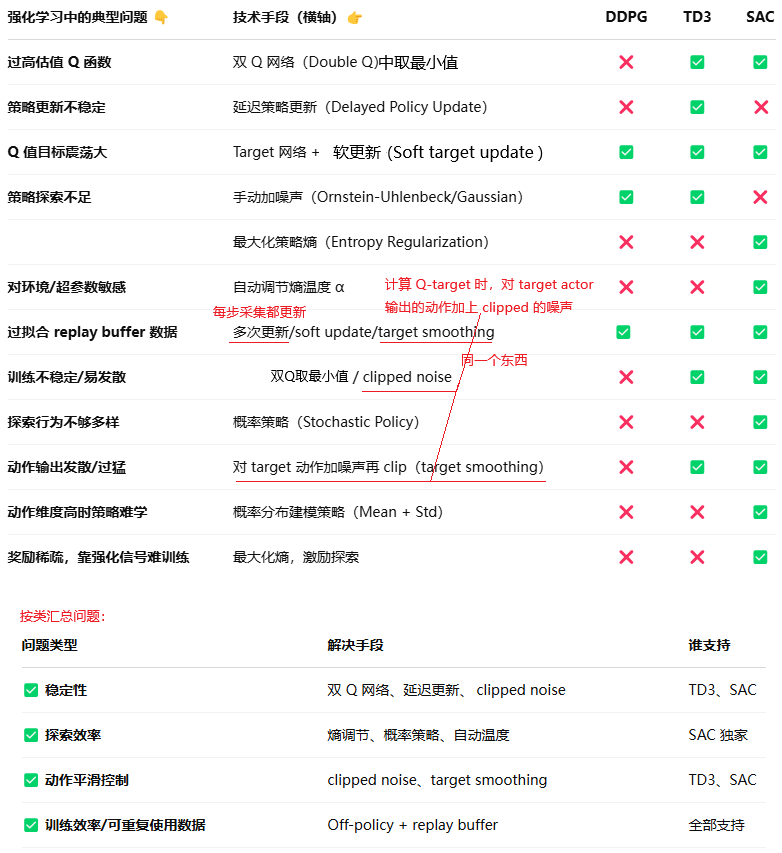 强化学习中的典型问题 👇 技术手段（横轴） 👉 DDPG TD3 SAC
过高估值 Q 函数 双 Q 网络（Double Q)中取最小值 ❌ ✅ ✅
策略更新不稳定 延迟策略更新（Delayed Policy Update） ❌ ✅ ❌
Q 值目标震荡大 Target 网络 + 软更新 (Soft target update ) ✅ ✅ ✅
策略探索不足 手动加噪声（Ornstein-Uhlenbeck/Gaussian） ✅ ✅ ❌
最大化策略熵（Entropy Regularization） ❌ ❌ ✅
对环境/超参数敏感 自动调节熵温度 α ❌ ❌ ✅
计算 Q-target 时，对 target actor
输出的动作加上 clipped 的噪声
每步采集都更新
过拟合 replay buffer 数据 多次更新/soft update/target smoothing ✅ ✅ ✅
同一个东西
训练不稳定/易发散 双Q取最小值 / clipped noise ❌ ✅ ✅
探索行为不够多样 概率策略（Stochastic Policy） ❌ ❌ ✅
动作输出发散/过猛 对 target 动作加噪声再 clip（target smoothing） ❌ ✅ ✅
动作维度高时策略难学 概率分布建模策略（Mean + Std） ❌ ❌ ✅
奖励稀疏，靠强化信号难训练 最大化熵，激励探索 ❌ ❌ ✅
按类汇总问题：
问题类型 解决手段 谁支持
✅ 稳定性 双 Q 网络、延迟更新、 clipped noise TD3、SAC
✅ 探索效率 熵调节、概率策略、自动温度 SAC 独家
✅ 动作平滑控制 clipped noise、target smoothing TD3、SAC
✅ 训练效率/可重复使用数据 Off-policy + replay buffer 全部支持